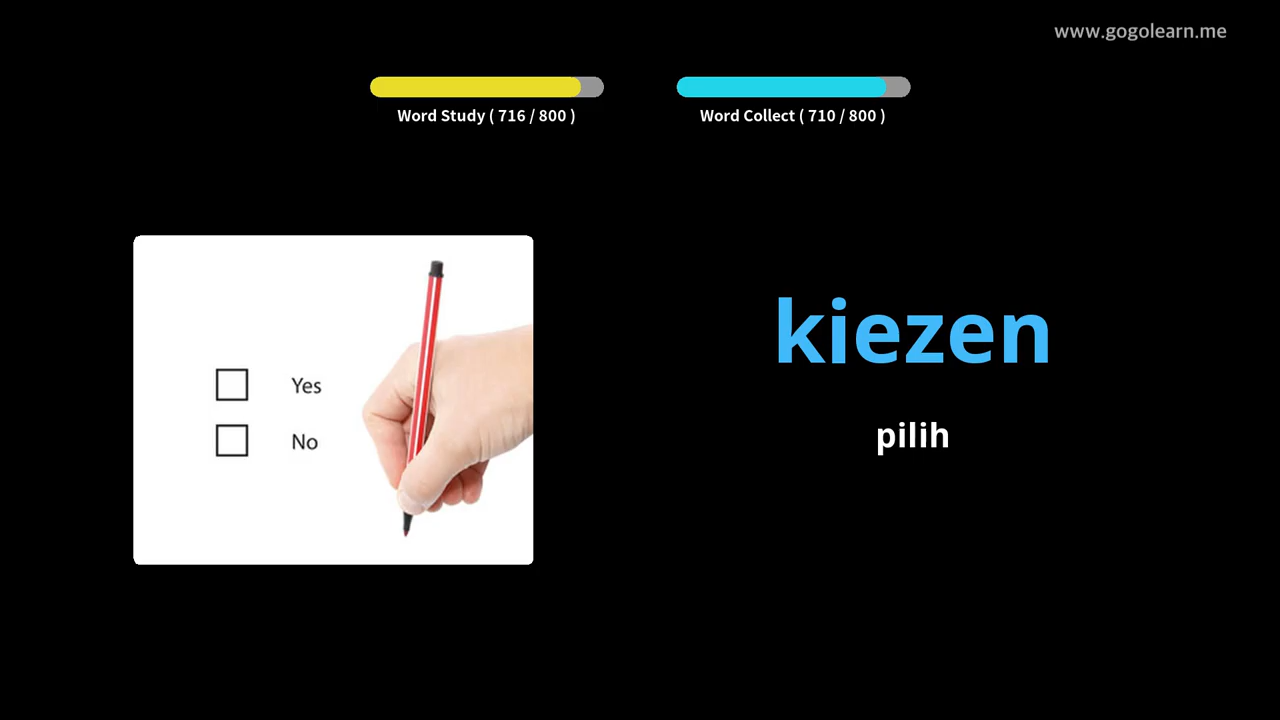 www.gogolearn.me
Word Study ( 716 / 800 )
Word Collect ( 710 / 800 )
Yes
No
kiezen
pilih